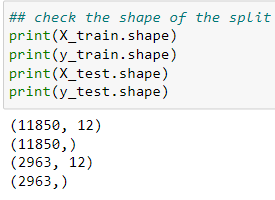 ## check the shape of the split
print(X_train.shape)
print(y_train.shape)
print(X_test.shape)
print(y_test.shape)
(11850, 12)
(11850,)
(2963, 12)
(2963,)